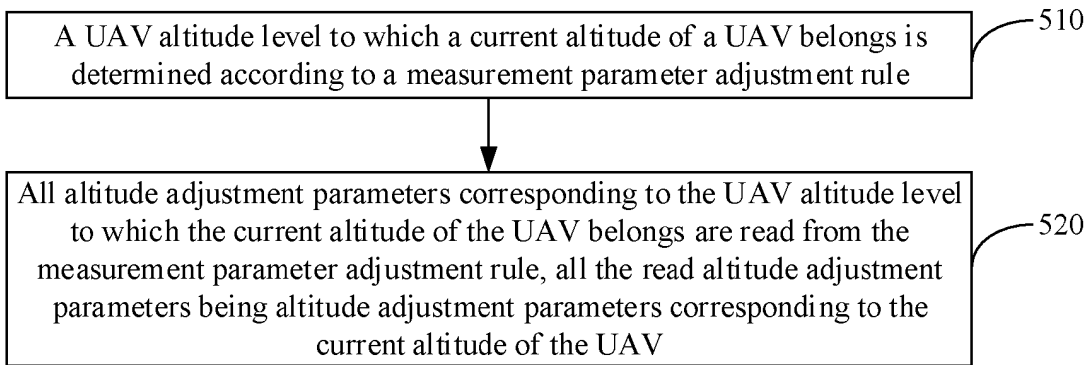 A UAV altitude level to which a current altitude of a UAV belongs is
determined according to a measurement parameter adjustment rule
510
All altitude adjustment parameters corresponding to the UAV altitude level
to which the current altitude of the UAV belongs are read from the
measurement parameter adjustment rule, all the read altitude adjustment
parameters being altitude adjustment parameters corresponding to the
current altitude of the UAV
520